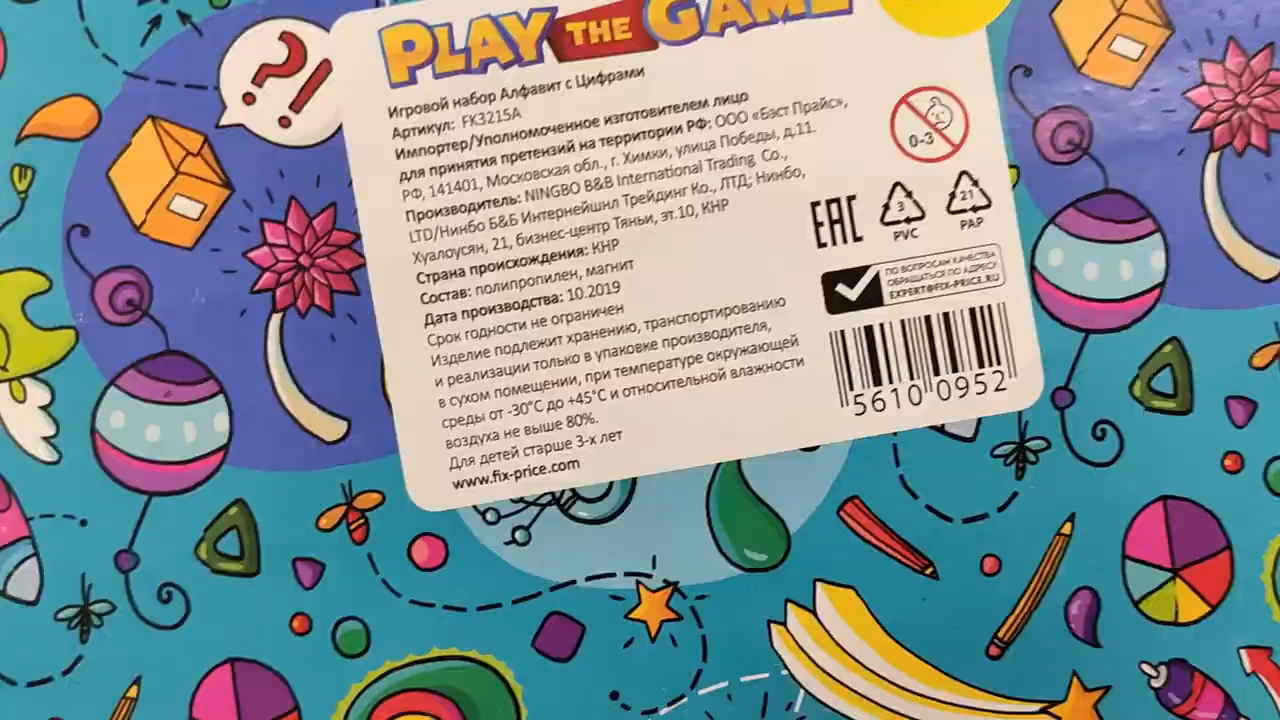 ?!
PLAY THE GAME
Игровой набор Алфавит с Цифрами
Артикул: FK3215A
Импортер/Уполномоченное изготовителем лицо
для принятия претензий на территории РФ: ООО «Бэст Прайс»,
РФ, 141401, Московская обл., г. Химки, улица Победы, д.11.
Производитель: NINGBO B&B International Trading Co.,
LTD/Нинбо Б&Б Интернейшнл Трейдинг Ко., ЛТД; Нинбо,
Хуалоусян, 21, бизнес-центр Тяньи, эт.10, КНР
Страна происхождения: КНР
Состав: полипропилен, магнит
Дата производства: 10.2019
Срок годности не ограничен
Изделие подлежит хранению, транспортированию
и реализации только в упаковке производителя,
в сухом помещении, при температуре окружающей
среды от -30°С до +45°С и относительной влажности
воздуха не выше 80%.
Для детей старше 3-х лет
www.fix-price.com
0-3
EAC
3
PVC
21
PAP
ПО ВОПРОСАМ КАЧЕСТВА
ОБРАЩАТЬСЯ ПО АДРЕСУ
EXPERT@FIX-PRICE.RU
5610 0952